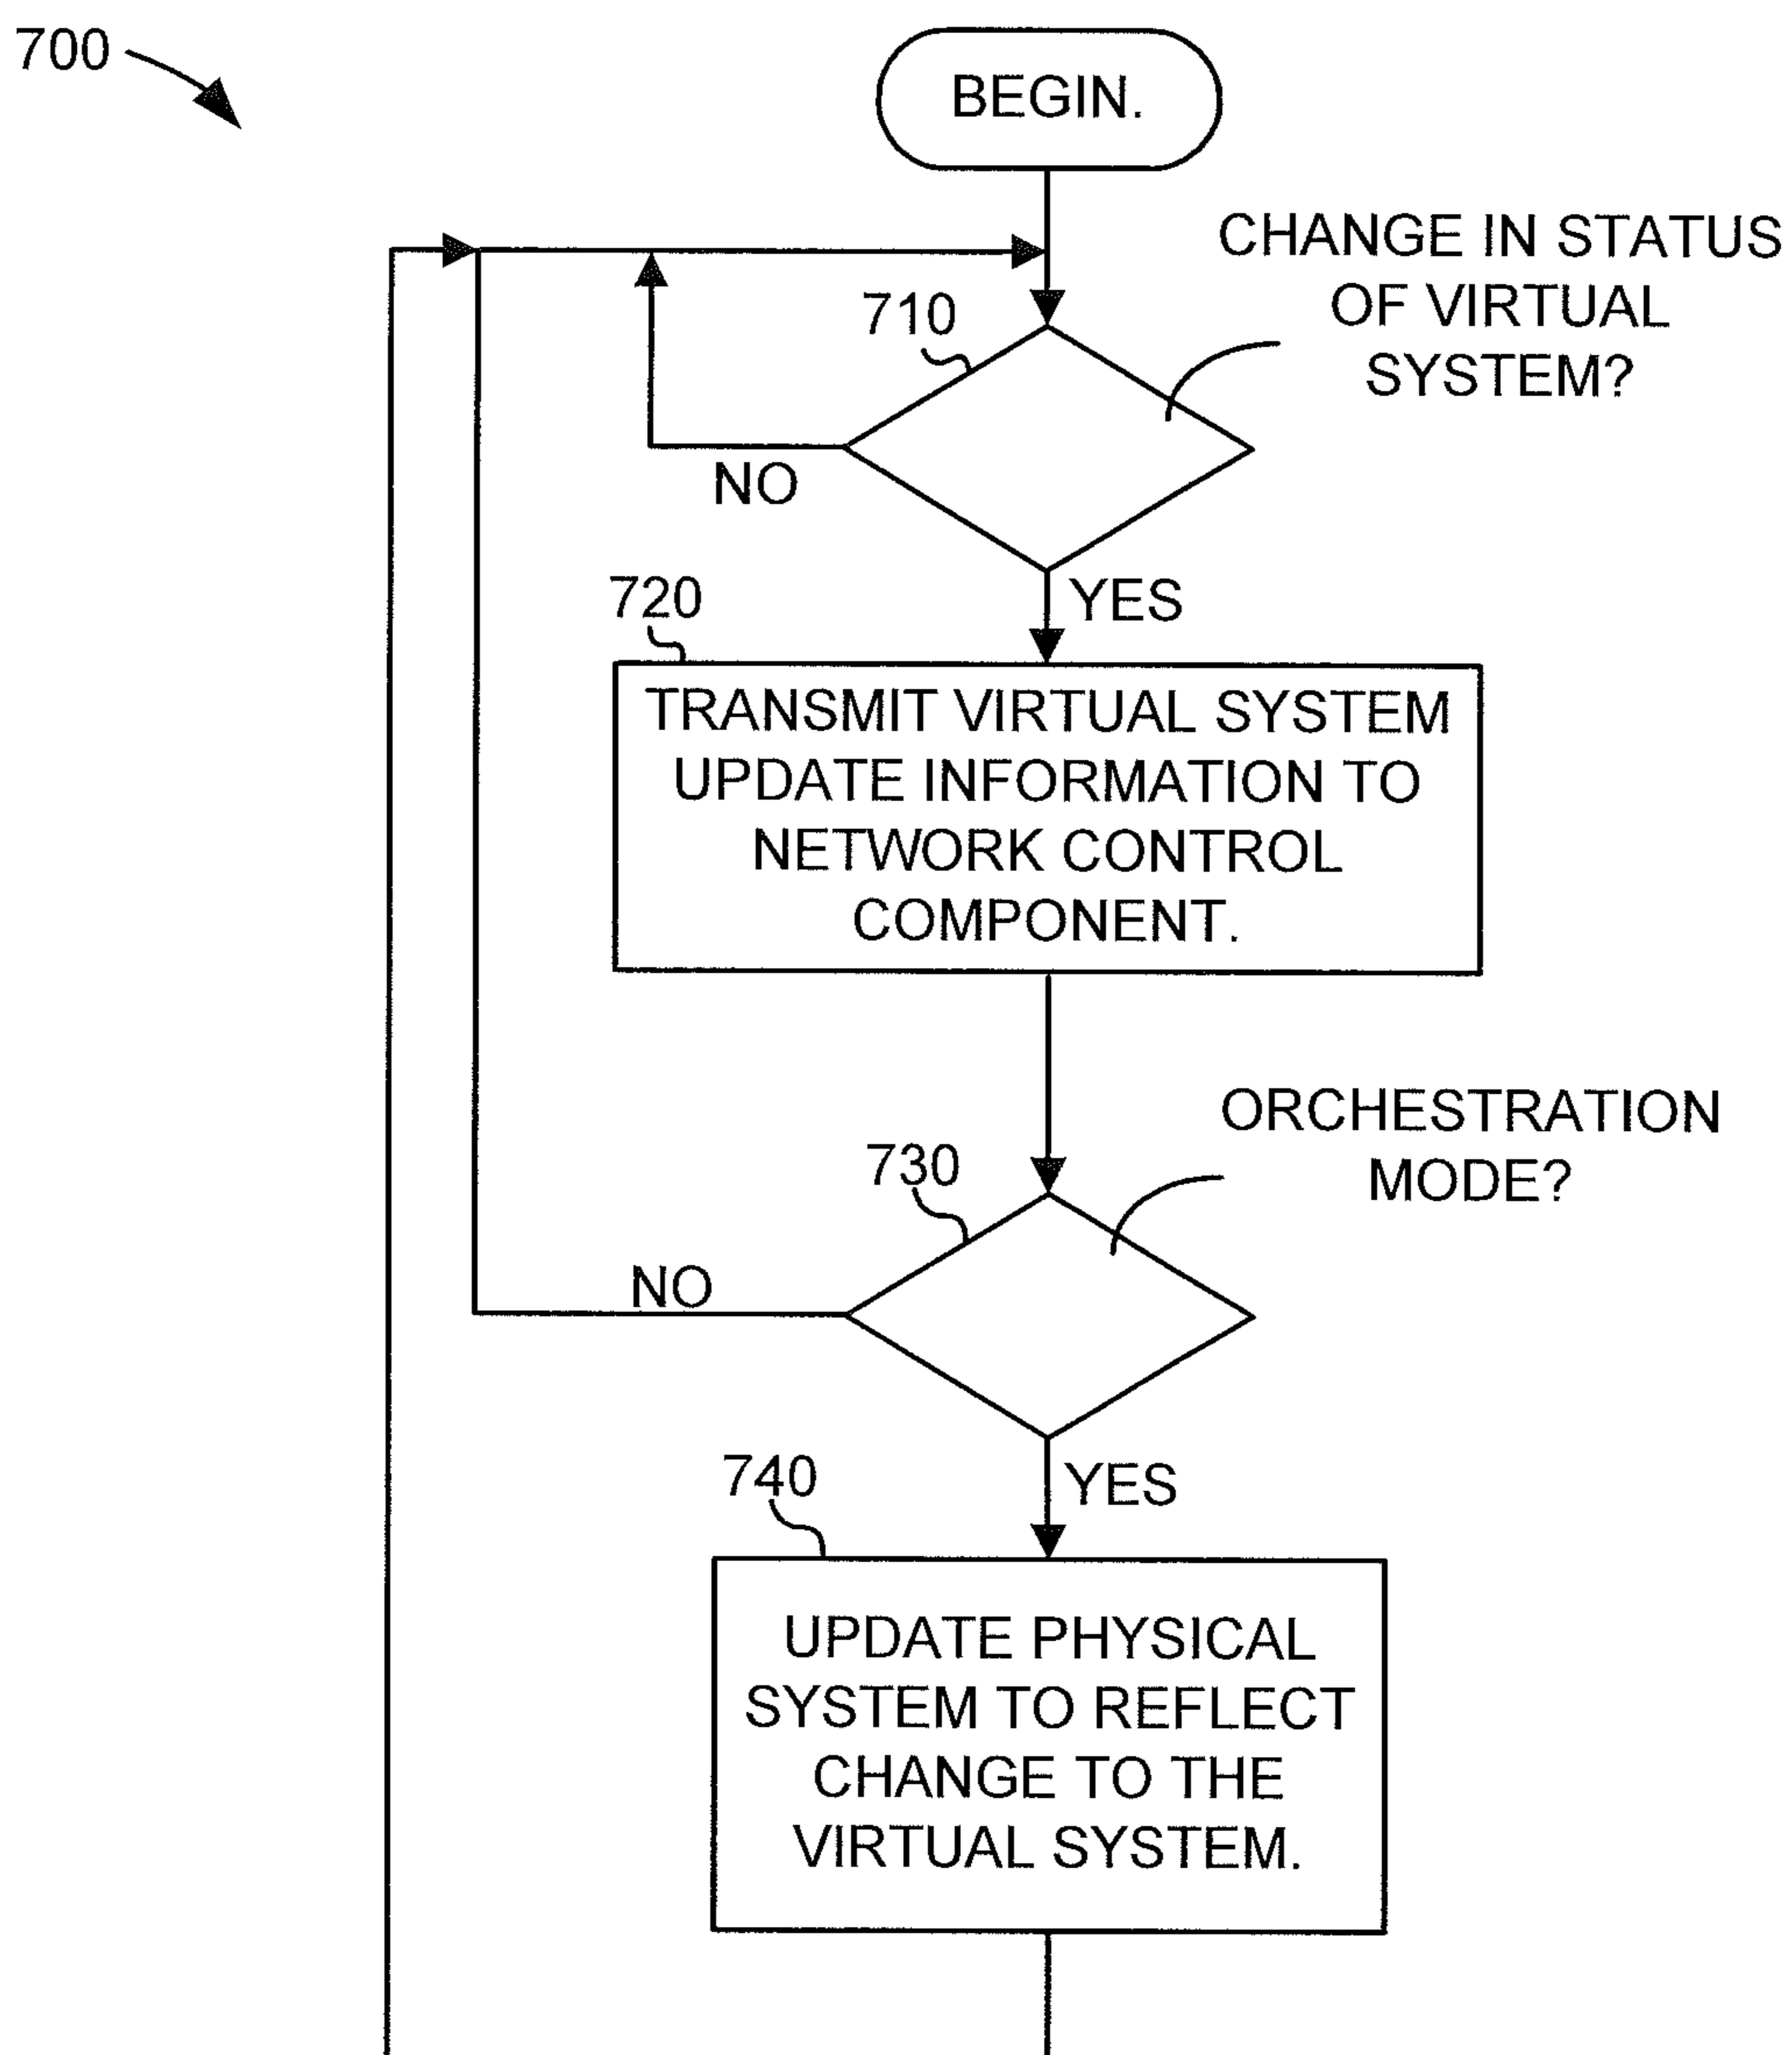 700
BEGIN.
CHANGE IN STATUS
OF VIRTUAL
SYSTEM?
710
NO
YES
720
TRANSMIT VIRTUAL SYSTEM
UPDATE INFORMATION TO
NETWORK CONTROL
COMPONENT.
ORCHESTRATION
MODE?
730
NO
YES
740
UPDATE PHYSICAL
SYSTEM TO REFLECT
CHANGE TO THE
VIRTUAL SYSTEM.